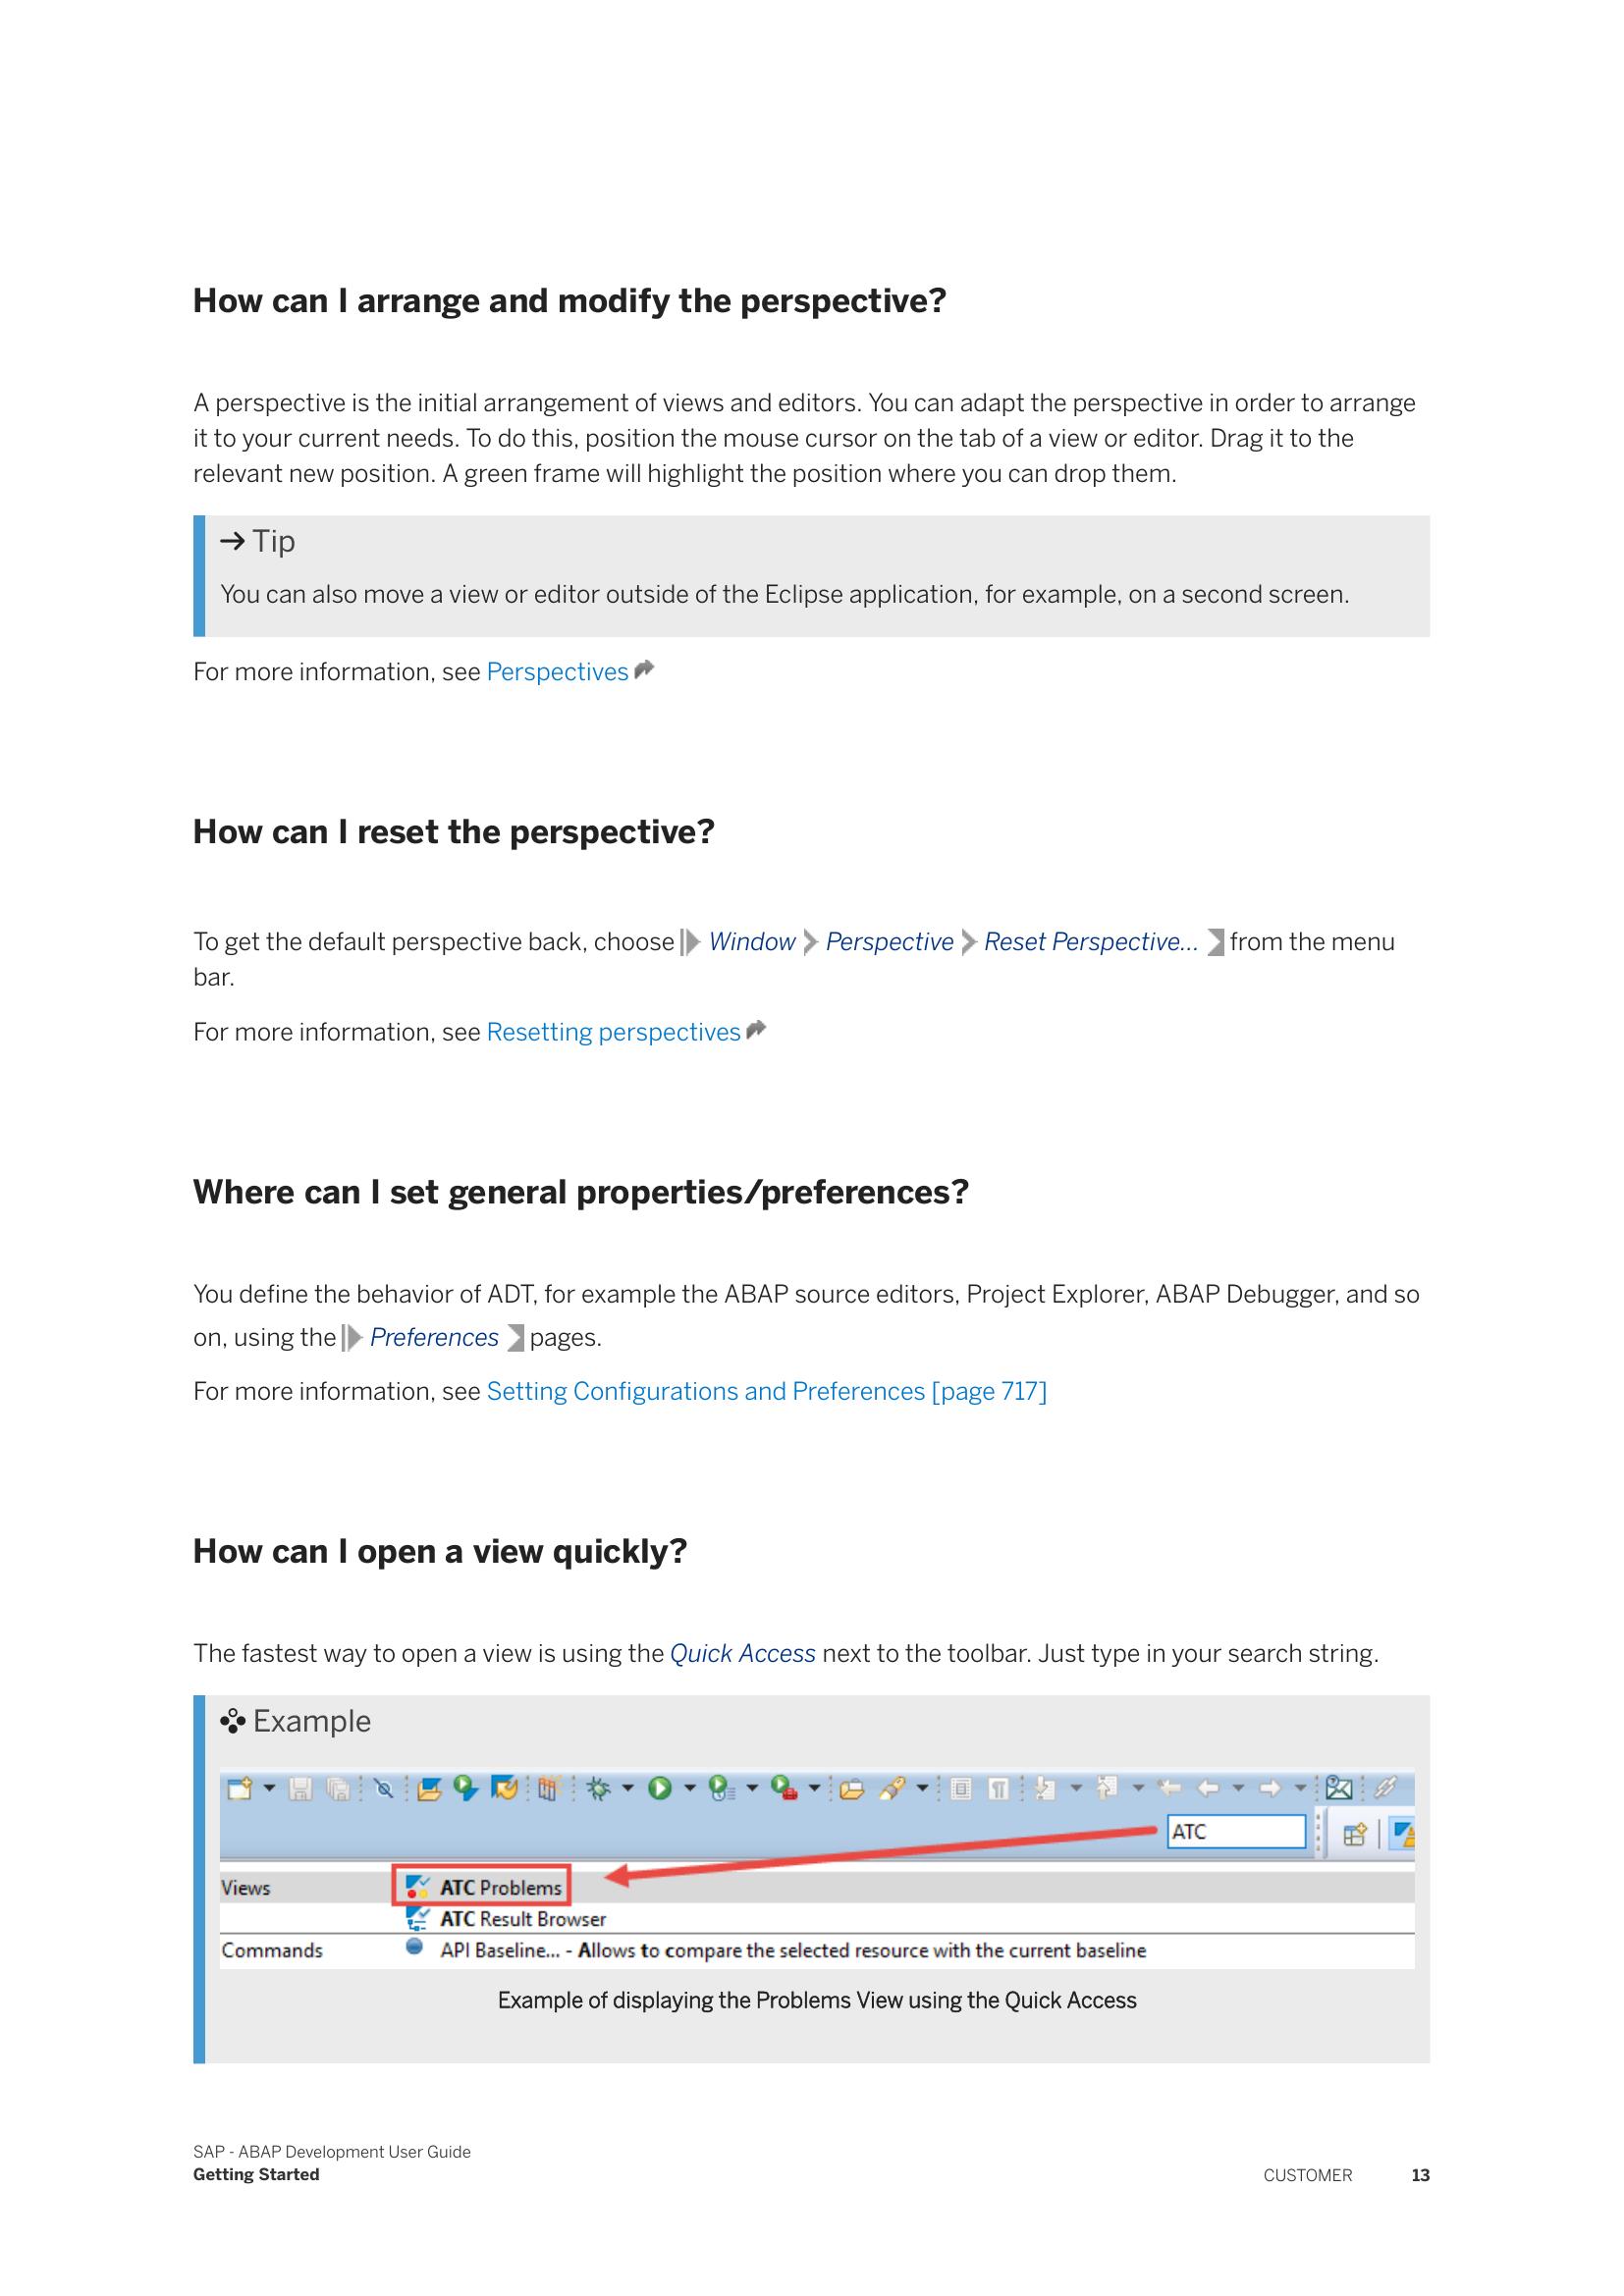 How can I arrange and modify the perspective?
A perspective is the initial arrangement of views and editors. You can adapt the perspective in order to arrange
it to your current needs. To do this, position the mouse cursor on the tab of a view or editor. Drag it to the
relevant new position. A green frame will highlight the position where you can drop them.
→ Tip
You can also move a view or editor outside of the Eclipse application, for example, on a second screen.
For more information, see Perspectives
How can I reset the perspective?
To get the default perspective back, choose Window Perspective Reset Perspective... from the menu
bar.
For more information, see Resetting perspectives
Where can I set general properties/preferences?
You define the behavior of ADT, for example the ABAP source editors, Project Explorer, ABAP Debugger, and so
on, using the Preferences pages.
For more information, see Setting Configurations and Preferences [page 717]
How can I open a view quickly?
The fastest way to open a view is using the Quick Access next to the toolbar. Just type in your search string.
Example
ATC
Views ATC Problems
ATC Result Browser
Commands API Baseline... - Allows to compare the selected resource with the current baseline
Example of displaying the Problems View using the Quick Access
SAP - ABAP Development User Guide
Getting Started CUSTOMER 13